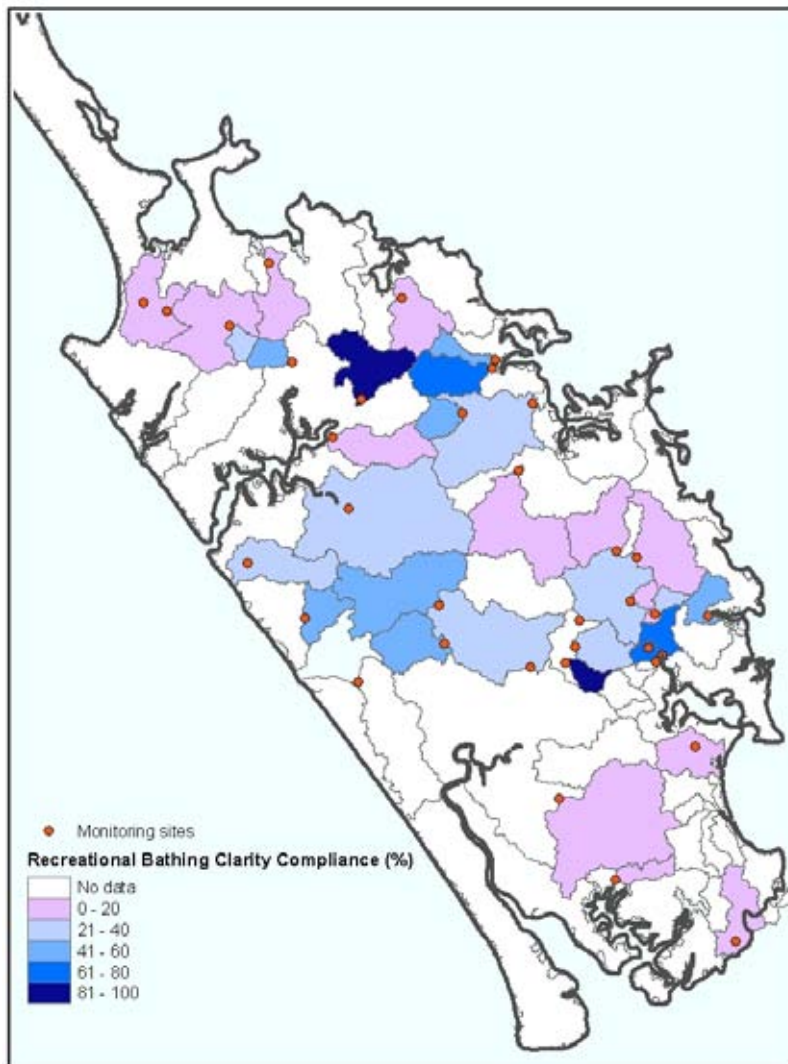 Monitoring sites
Recreational Bathing Clarity Compliance (%)
No data
0 - 20
21 - 40
41 - 60
61 - 80
81 - 100